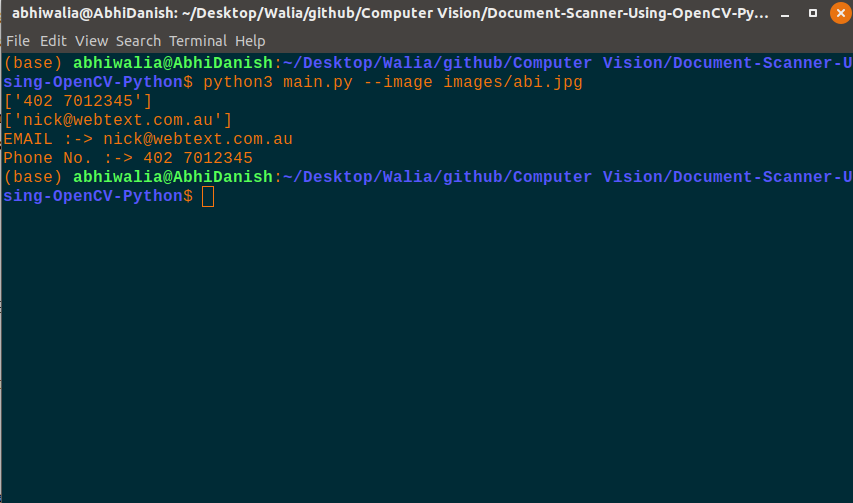 abhiwalia@AbhiDanish: ~/Desktop/Walia/github/Computer Vision/Document-Scanner-Using-OpenCV-Py...
File Edit View Search Terminal Help
(base) abhiwalia@AbhiDanish:~/Desktop/Walia/github/Computer Vision/Document-Scanner-U
sing-OpenCV-Python$ python3 main.py --image images/abi.jpg
['402 7012345']
['nick@webtext.com.au']
EMAIL :-> nick@webtext.com.au
Phone No. :-> 402 7012345
(base) abhiwalia@AbhiDanish:~/Desktop/Walia/github/Computer Vision/Document-Scanner-U
sing-OpenCV-Python$